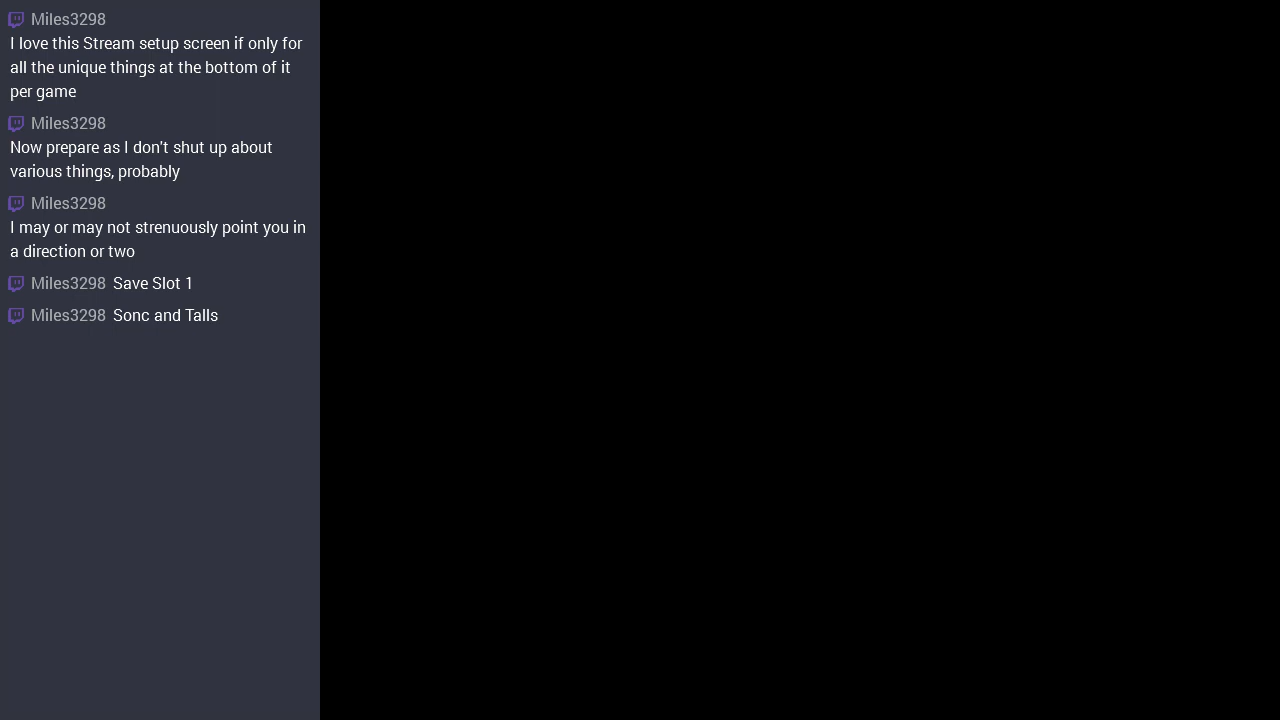 Miles3298
I love this Stream setup screen if only for
all the unique things at the bottom of it
per game
Miles3298
Now prepare as I don't shut up about
various things, probably
Miles3298
I may or may not strenuously point you in
a direction or two
Miles3298 Save Slot 1
Miles3298 Sonc and Talls